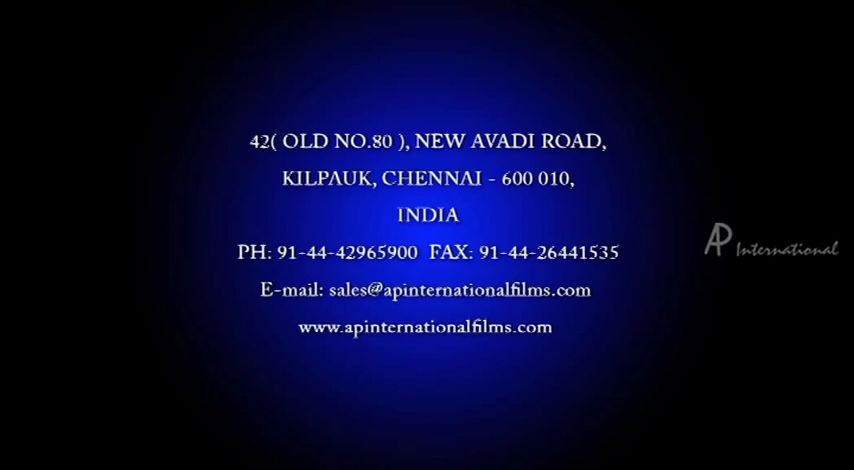 42( OLD NO.80 ), NEW AVADI ROAD,
KILPAUK, CHENNAI - 600 010,
INDIA
PH: 91-44-42965900 FAX: 91-44-26441535
E-mail: sales@apinternationalfilms.com
www.apinternationalfilms.com
AP International